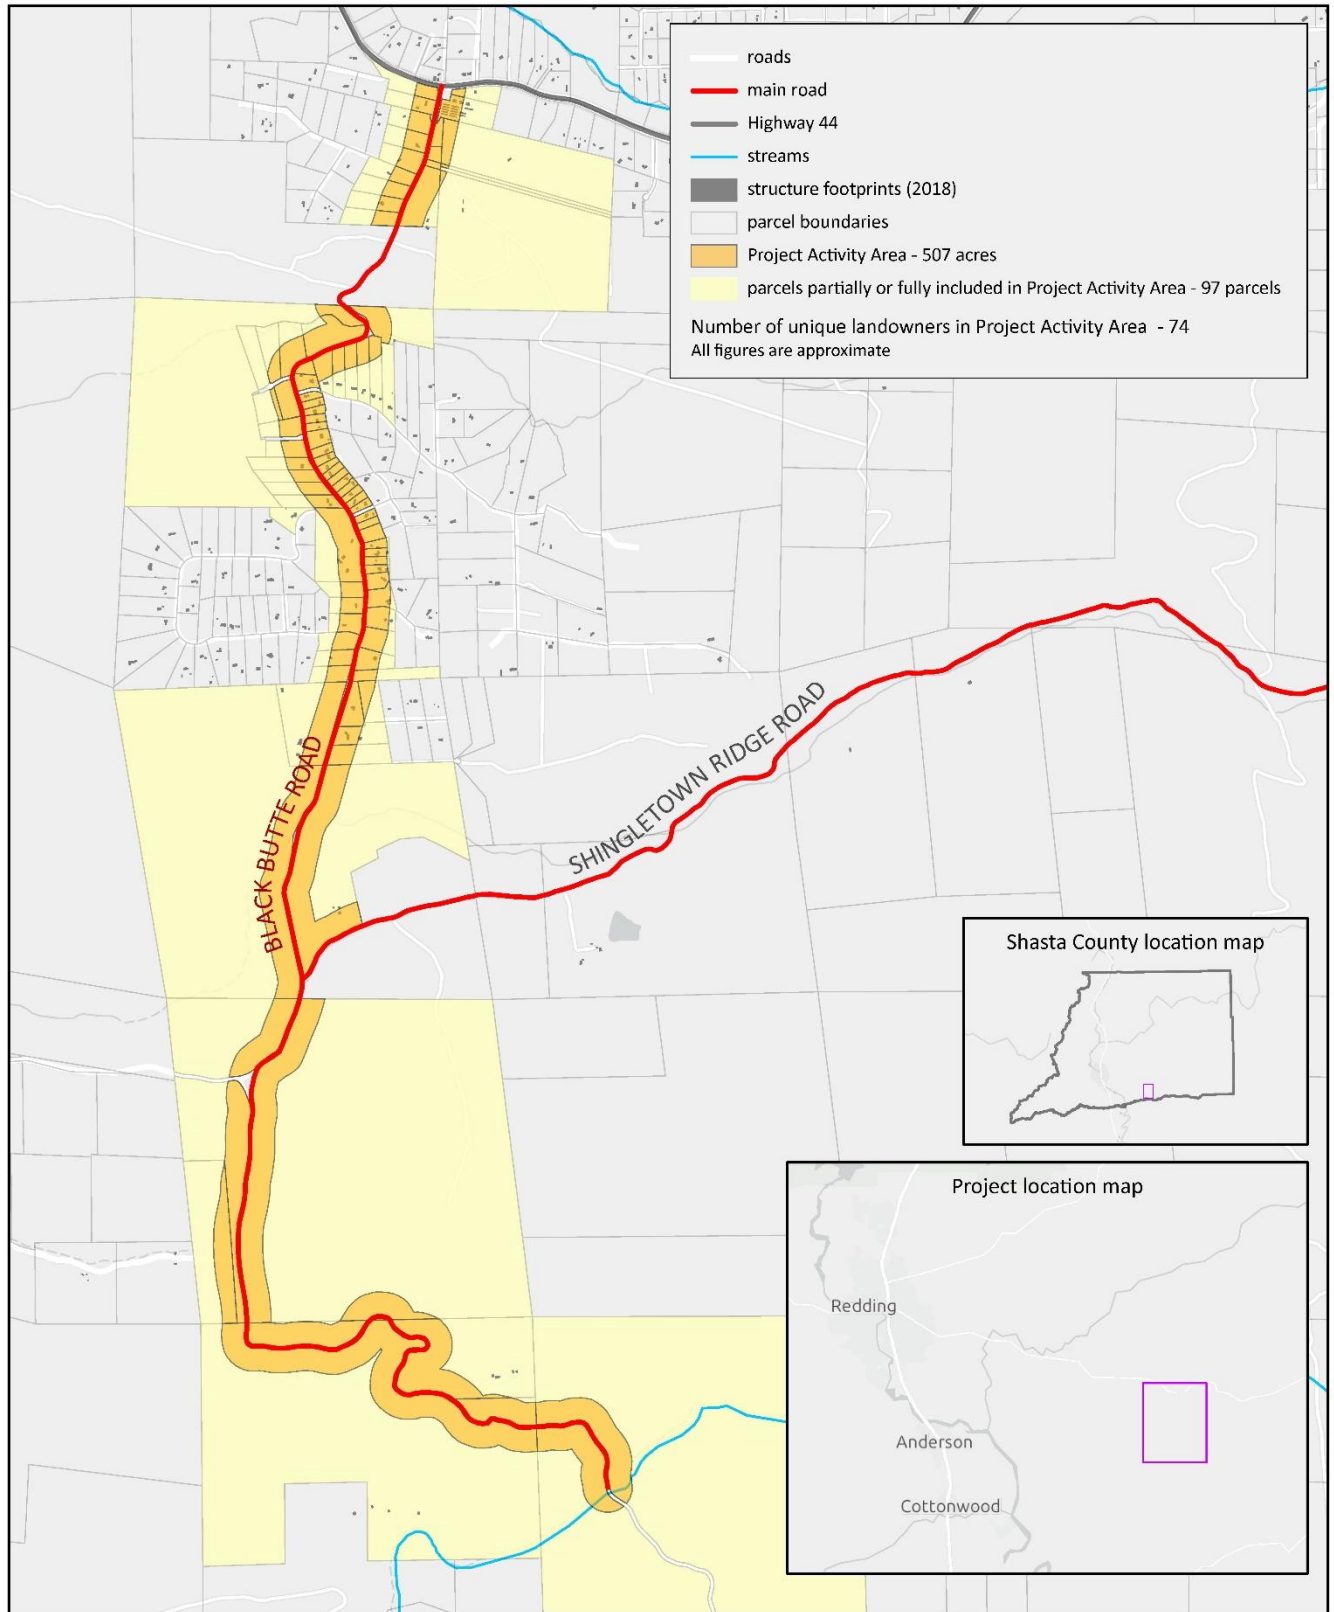 roads
main road
Highway 44
streams
structure footprints (2018)
parcel boundaries
Project Activity Area - 507 acres
parcels partially or fully included in Project Activity Area - 97 parcels
Number of unique landowners in Project Activity Area - 74
All figures are approximate
BLACK BUTTE ROAD
SHINGLETOWN RIDGE ROAD
Shasta County location map
Project location map
Redding
Anderson
Cottonwood